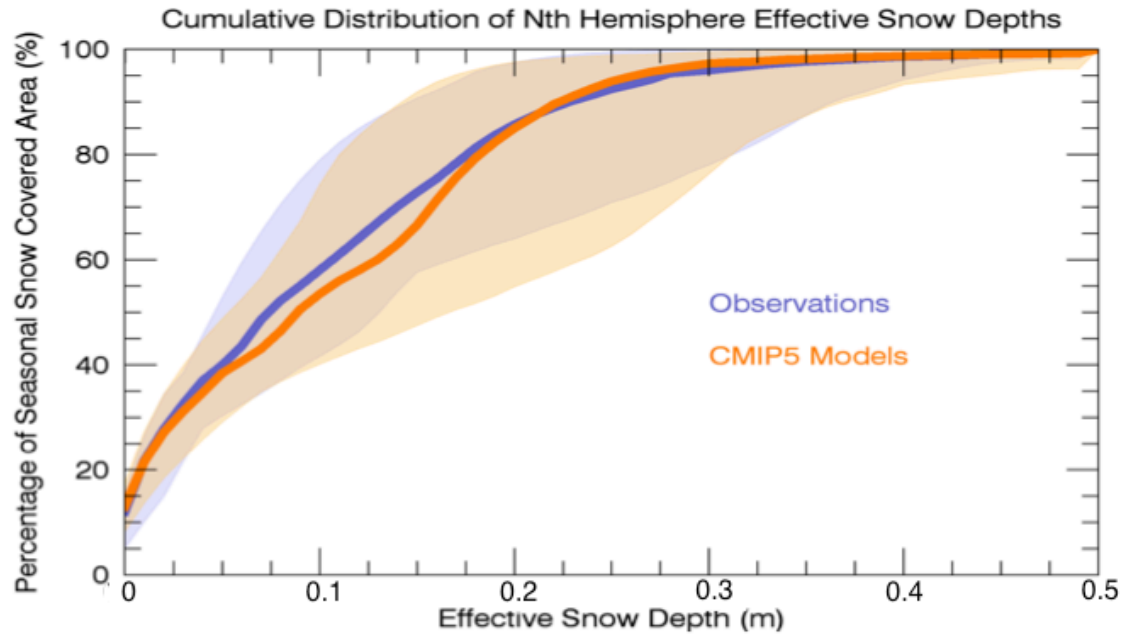 Cumulative Distribution of Nth Hemisphere Effective Snow Depths
Percentage of Seasonal Snow Covered Area (%)
100
80
60
40
20
0
Observations
CMIP5 Models
0 0.1 0.2 0.3 0.4 0.5
Effective Snow Depth (m)